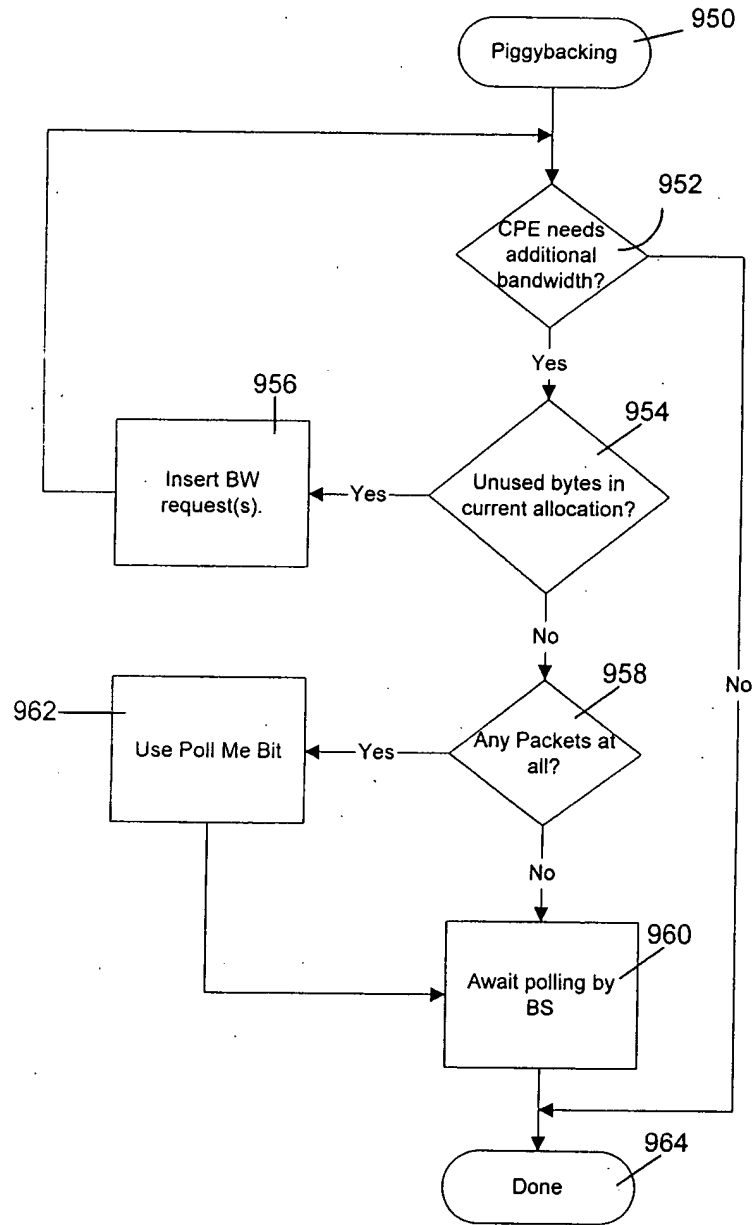 950
Piggybacking
952
CPE needs
additional
bandwidth?
Yes
956
954
Insert BW
request(s).
Yes
Unused bytes in
current allocation?
No
958
No
962
Use Poll Me Bit
Yes
Any Packets at
all?
No
960
Await polling by
BS
964
Done